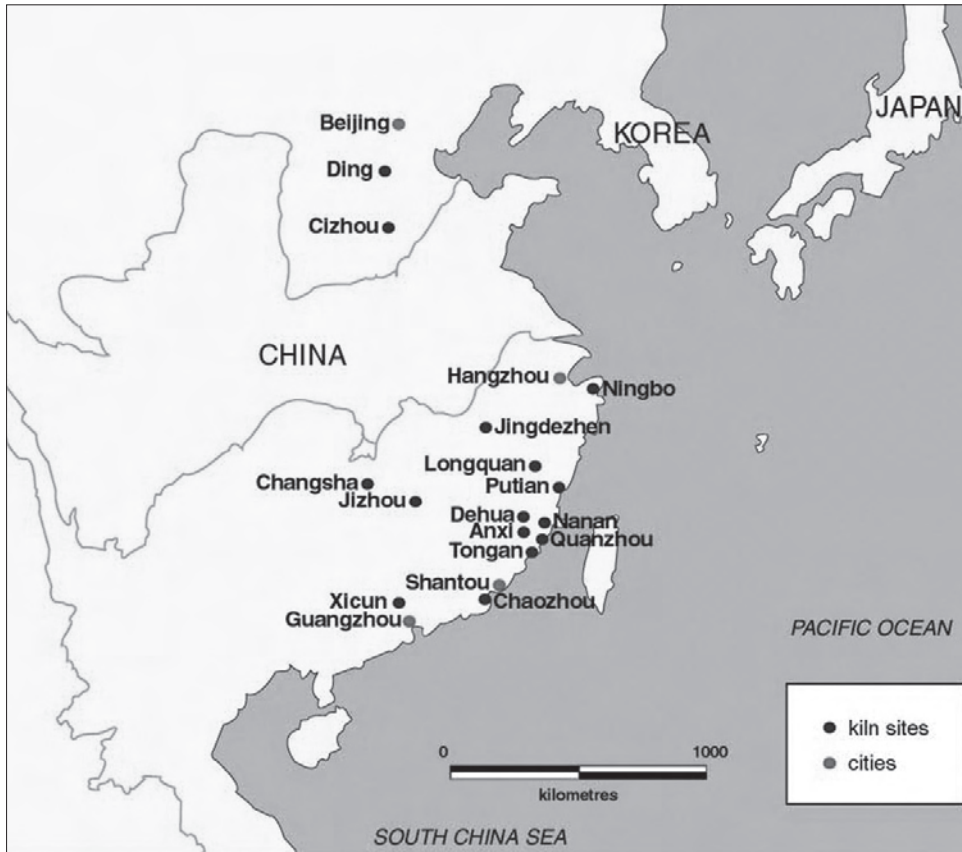 JAPAN
KOREA
Beijing
Ding
Cizhou
CHINA
Hangzhou
Ningbo
Jingdezhen
Longquan
Changsha
Putian
Jizhou
Dehua
Nanan
Anxi
Quanzhou
Tongan
Shantou
Xicun
Chaozhou
Guangzhou
PACIFIC OCEAN
kiln sites
cities
0 1000
kilometres
SOUTH CHINA SEA